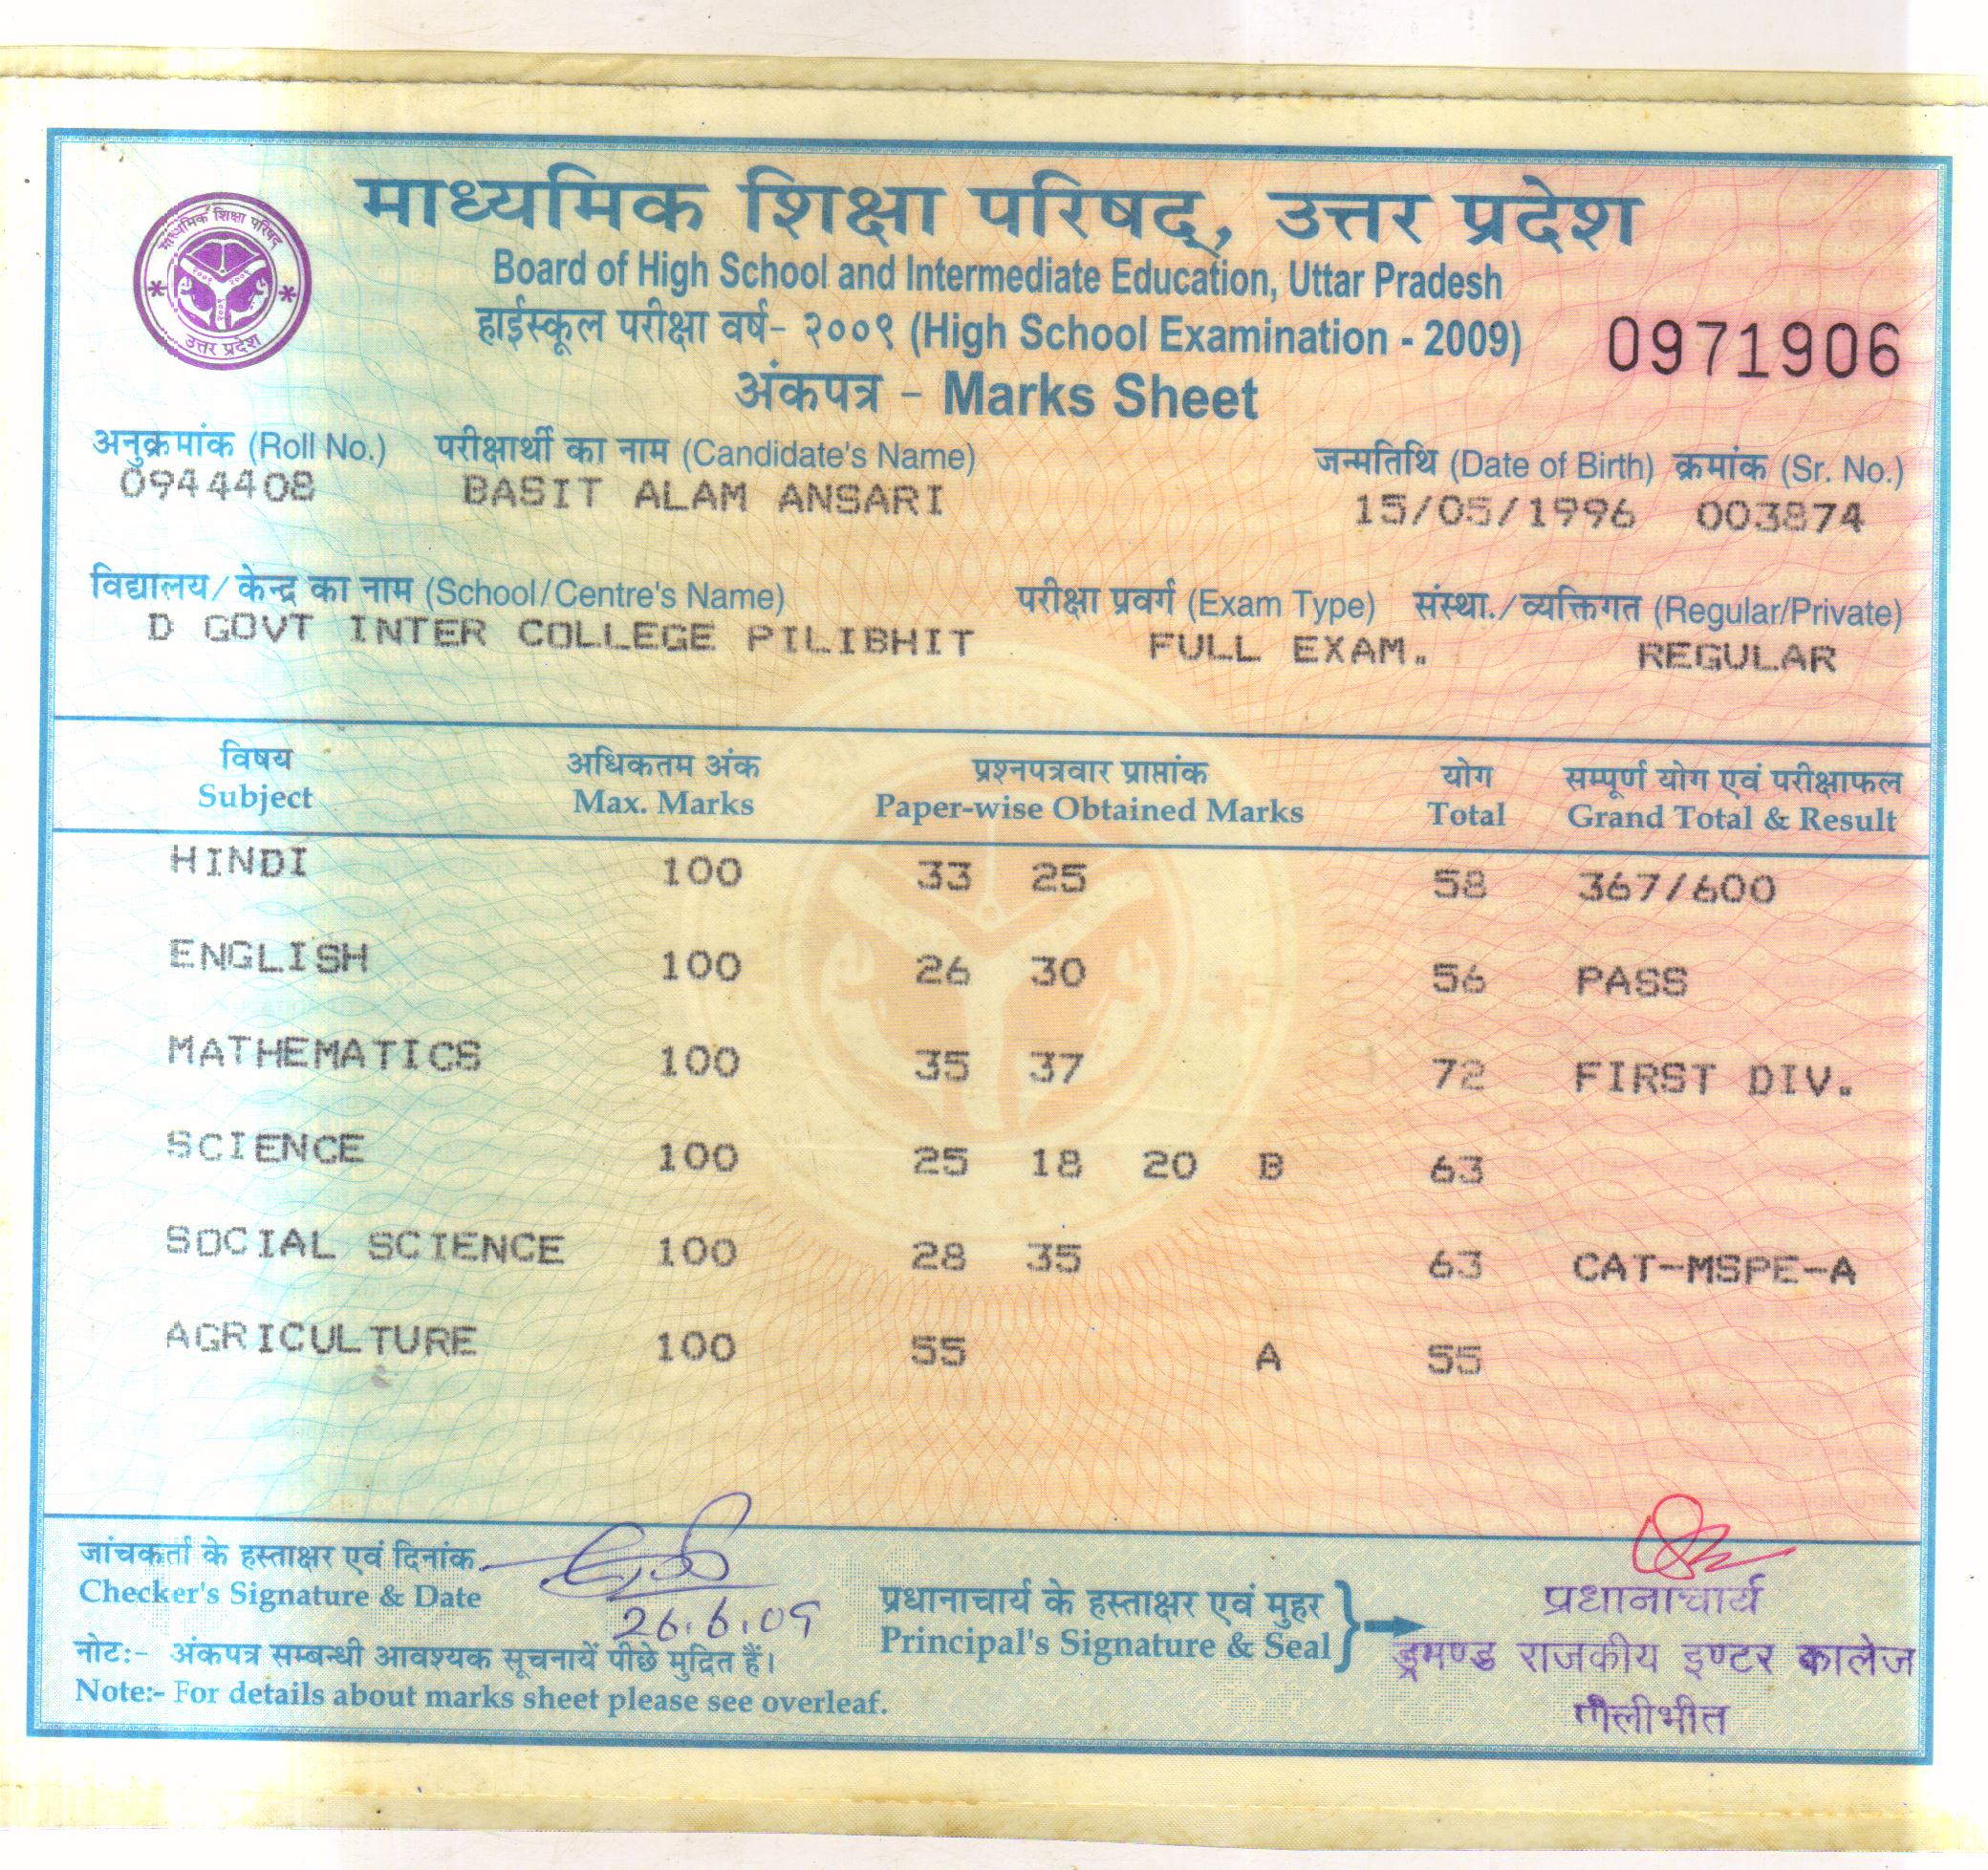 माध्यमिक शिक्षा परिषद्, उत्तर प्रदेश
माध्यमिक शिक्षा परिषद
उत्तर प्रदेश
Board of High School and Intermediate Education, Uttar Pradesh
हाईस्कूल परीक्षा वर्ष- २००९ (High School Examination - 2009) 0971906
अंकपत्र - Marks Sheet
अनुक्रमांक (Roll No.) परीक्षार्थी का नाम (Candidate's Name) जन्मतिथि (Date of Birth) क्रमांक (Sr. No.)
0944408 BASIT ALAM ANSARI 15/05/1996 003874
विद्यालय/केन्द्र का नाम (School/Centre's Name) परीक्षा प्रवर्ग (Exam Type) संस्था./व्यक्तिगत (Regular/Private)
D GOVT INTER COLLEGE PILIBHIT FULL EXAM. REGULAR
विषय अधिकतम अंक प्रश्नपत्रवार प्राप्तांक योग सम्पूर्ण योग एवं परीक्षाफल
Subject Max. Marks Paper-wise Obtained Marks Total Grand Total & Result
HINDI 100 33 25 58 367/600
ENGLISH 100 26 30 56 PASS
MATHEMATICS 100 35 37 72 FIRST DIV.
SCIENCE 100 25 18 20 B 63
SOCIAL SCIENCE 100 28 35 63 CAT-MSPE-A
AGRICULTURE 100 55 A 55
जांचकर्ता के हस्ताक्षर एवं दिनांक
Checker's Signature & Date
26.6.09
प्रधानाचार्य के हस्ताक्षर एवं मुहर
Principal's Signature & Seal
प्रधानाचार्य
ड्रमण्ड राजकीय इण्टर कालेज
पीलीभीत
नोट:- अंकपत्र सम्बन्धी आवश्यक सूचनायें पीछे मुद्रित हैं।
Note:- For details about marks sheet please see overleaf.